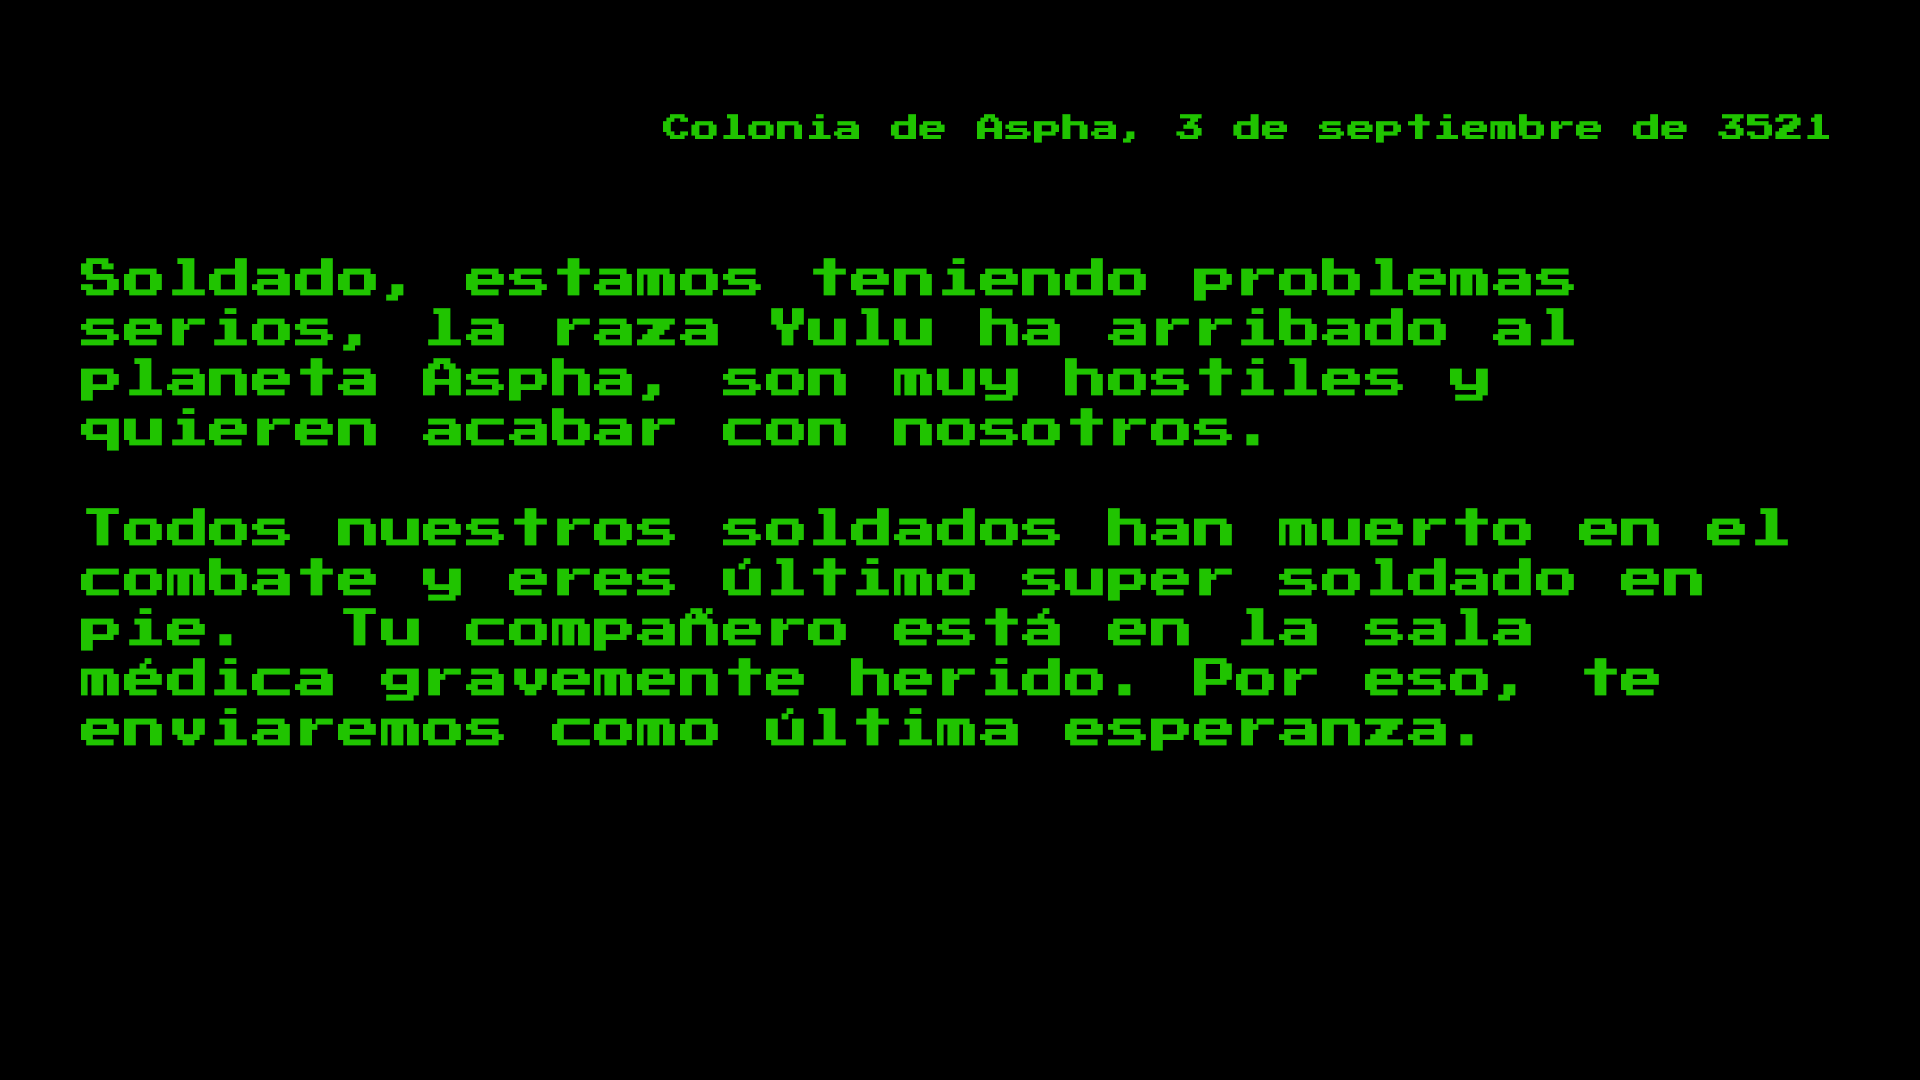 Colonia de Aspha, 3 de septiembre de 3521
Soldado, estamos teniendo problemas
serios, la raza Yulu ha arribado al
planeta Aspha, son muy hostiles y
quieren acabar con nosotros.
Todos nuestros soldados han muerto en el
combate y eres último super soldado en
pie.  Tu compañero está en la sala
médica gravemente herido. Por eso, te
enviaremos como última esperanza.